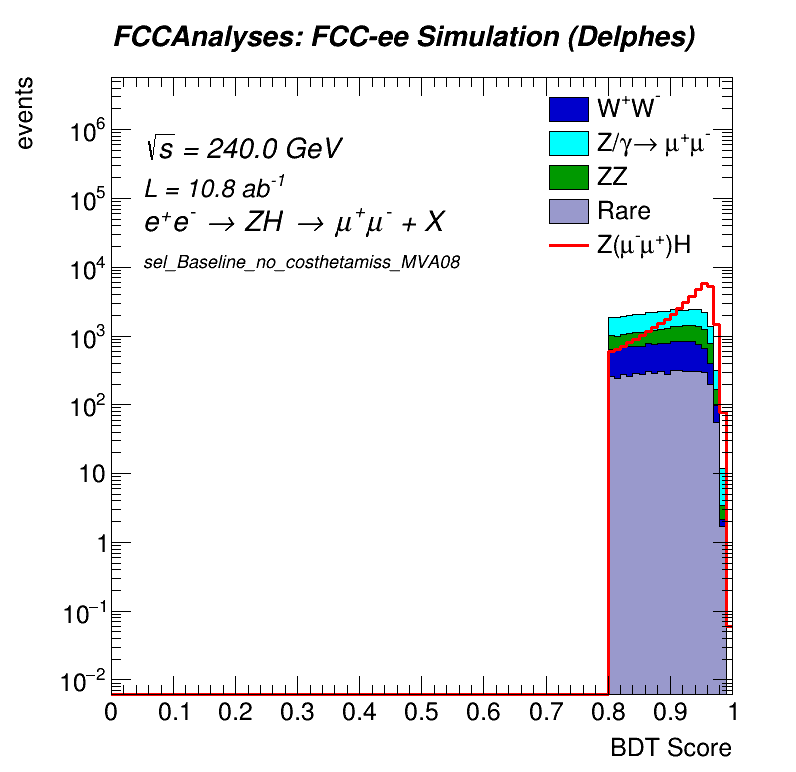 FCCAnalyses: FCC-ee Simulation (Delphes)
events
√s = 240.0 GeV
L = 10.8 ab⁻¹
e⁺e⁻ → ZH → μ⁺μ⁻ + X
sel_Baseline_no_costhetamiss_MVA08
W⁺W⁻
Z/γ→ μ⁺μ⁻
ZZ
Rare
Z(μ⁻μ⁺)H
10⁶
10⁵
10⁴
10³
10²
10
1
10⁻¹
10⁻²
0 0.1 0.2 0.3 0.4 0.5 0.6 0.7 0.8 0.9 1
BDT Score